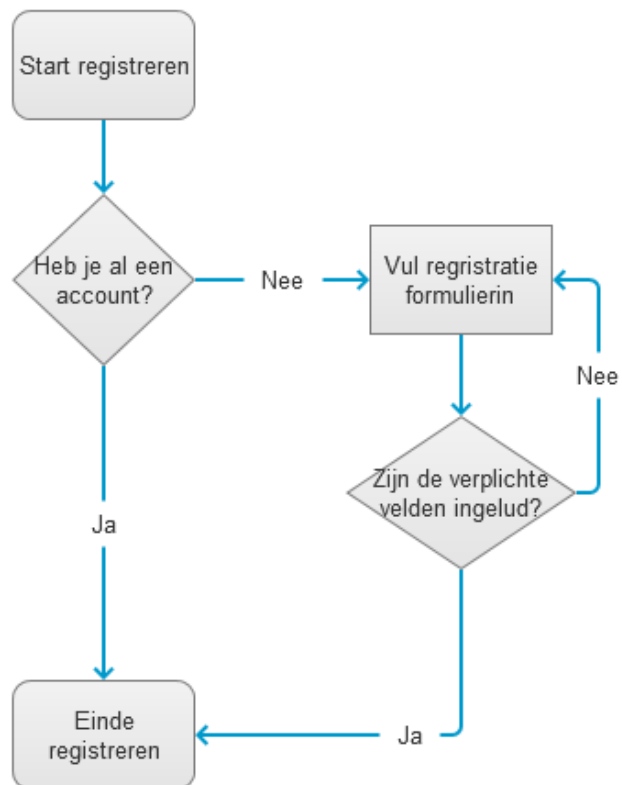 Start registreren
Heb je al een
account?
Nee
Vul regristratie
formulierin
Nee
Zijn de verplichte
velden ingelud?
Ja
Einde
registreren
Ja